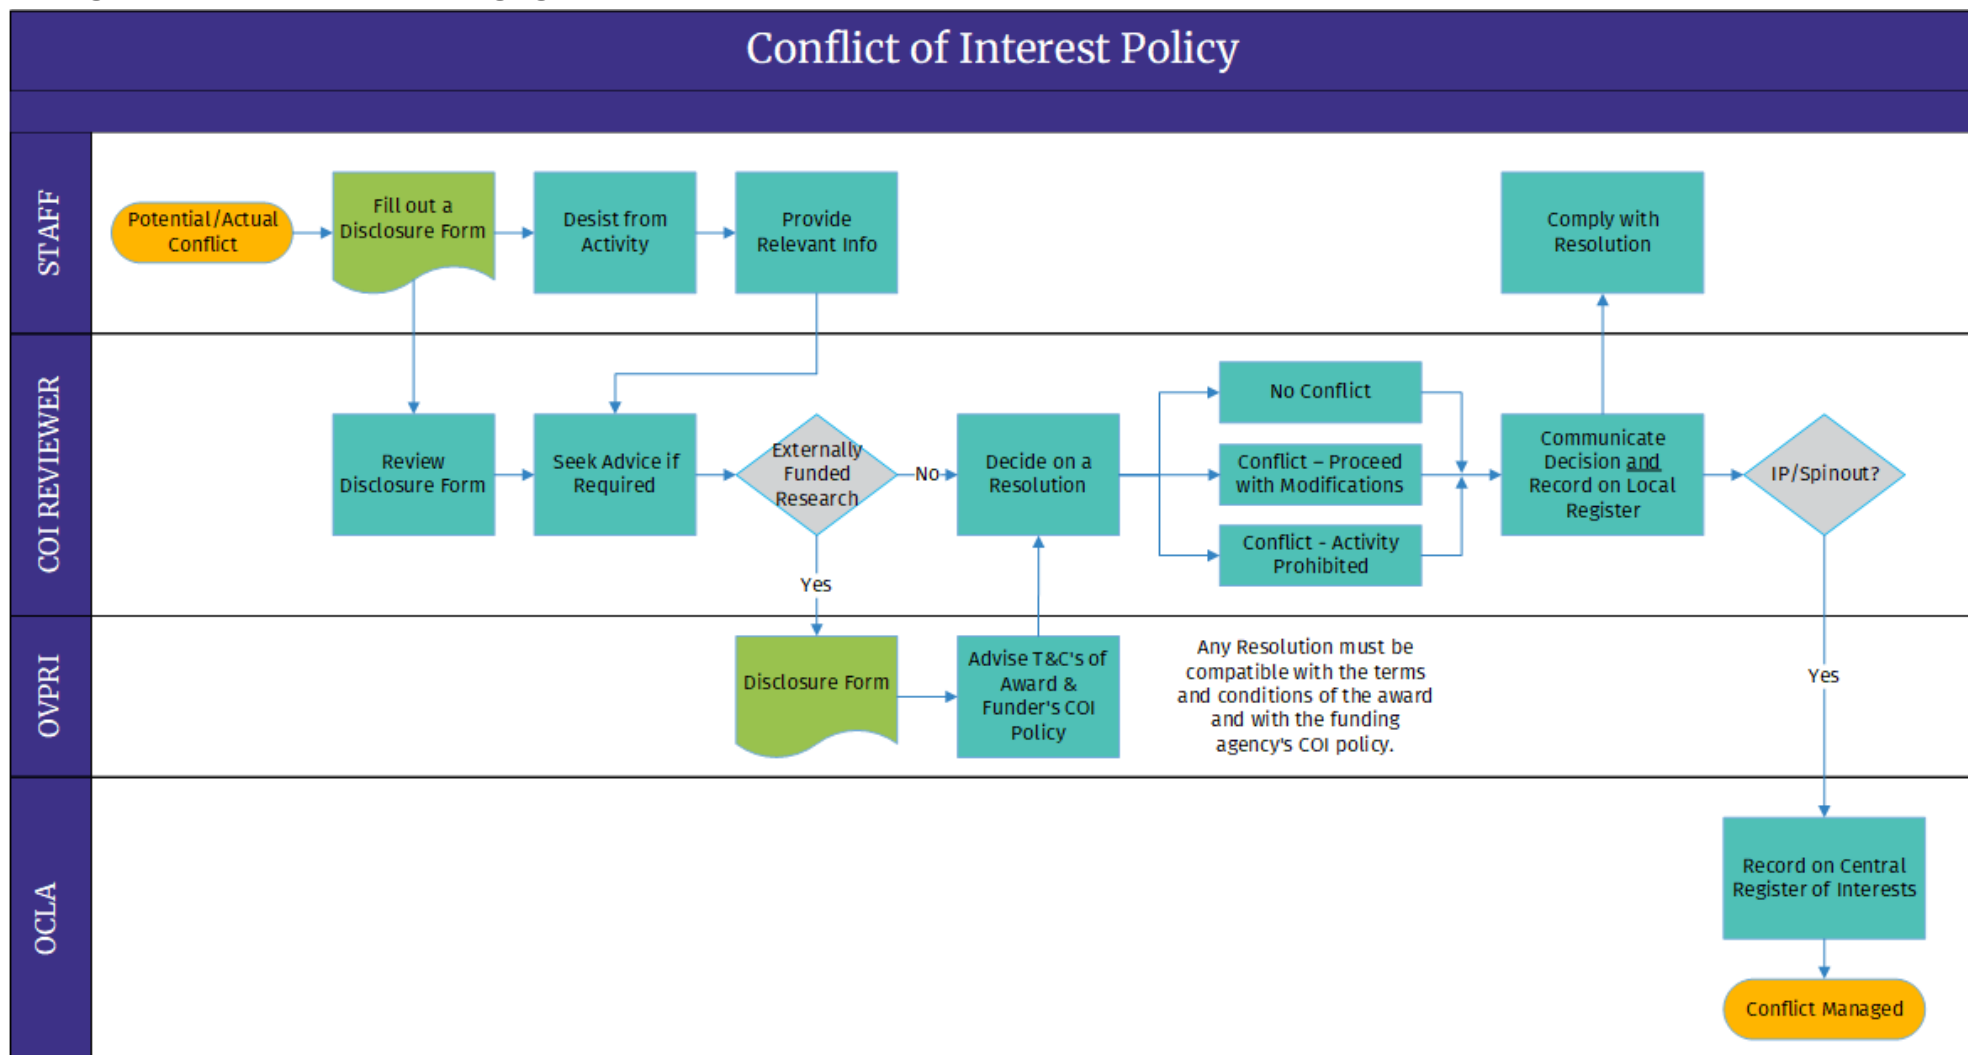 Conflict of Interest Policy
STAFF
Potential/Actual
Conflict
Fill out a
Disclosure Form
Desist from
Activity
Provide
Relevant Info
Comply with
Resolution
COI REVIEWER
Review
Disclosure Form
Seek Advice if
Required
Externally
Funded
Research
No
Yes
Decide on a
Resolution
No Conflict
Conflict – Proceed
with Modifications
Conflict - Activity
Prohibited
Communicate
Decision and
Record on Local
Register
IP/Spinout?
OVPRI
Disclosure Form
Advise T&C's of
Award &
Funder's COI
Policy
Any Resolution must be
compatible with the terms
and conditions of the award
and with the funding
agency's COI policy.
Yes
OCLA
Record on Central
Register of Interests
Conflict Managed